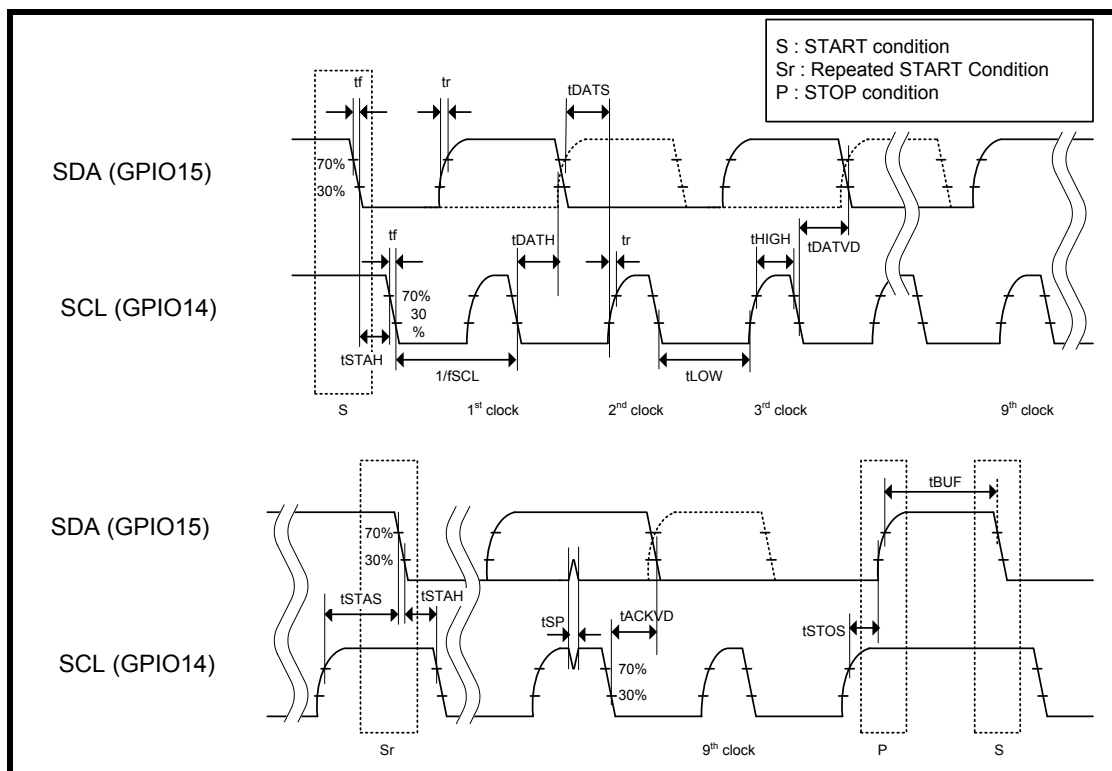 S : START condition
Sr : Repeated START Condition
P : STOP condition
tf
tr
tDATS
SDA (GPIO15)
70%
30%
tf
tDATH
tr
tHIGH
tDATVD
SCL (GPIO14)
70%
30
%
tSTAH
1/fSCL
tLOW
S
1st clock
2nd clock
3rd clock
9th clock
tBUF
SDA (GPIO15)
70%
30%
tSTAS
tSTAH
tSP
tACKVD
tSTOS
SCL (GPIO14)
70%
30%
Sr
9th clock
P
S